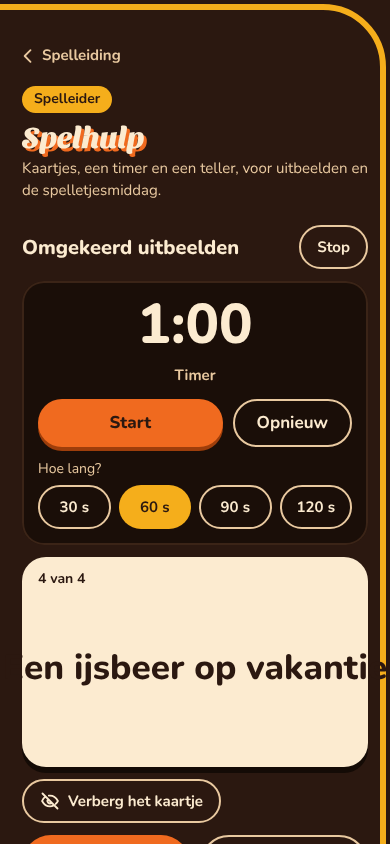 Spelleiding
Spelleider
Spelhulp
Kaartjes, een timer en een teller, voor uitbeelden en
de spelletjesmiddag.
Omgekeerd uitbeelden
Stop
1:00
Timer
Start
Opnieuw
Hoe lang?
30 s
60 s
90 s
120 s
4 van 4
en ijsbeer op vakantie
Verberg het kaartje